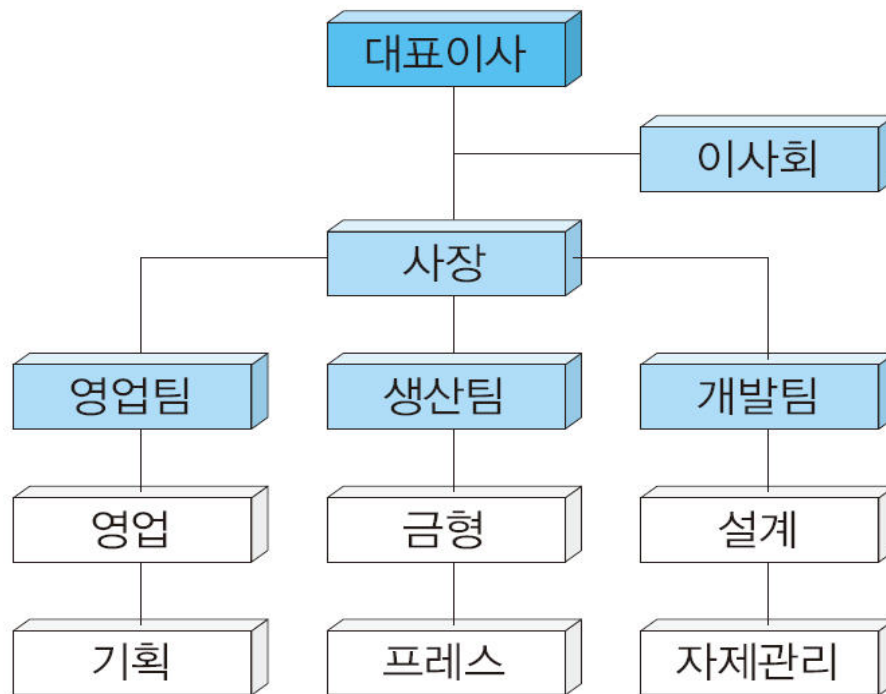 대표이사
이사회
사장
영업팀
생산팀
개발팀
영업
금형
설계
기획
프레스
자제관리